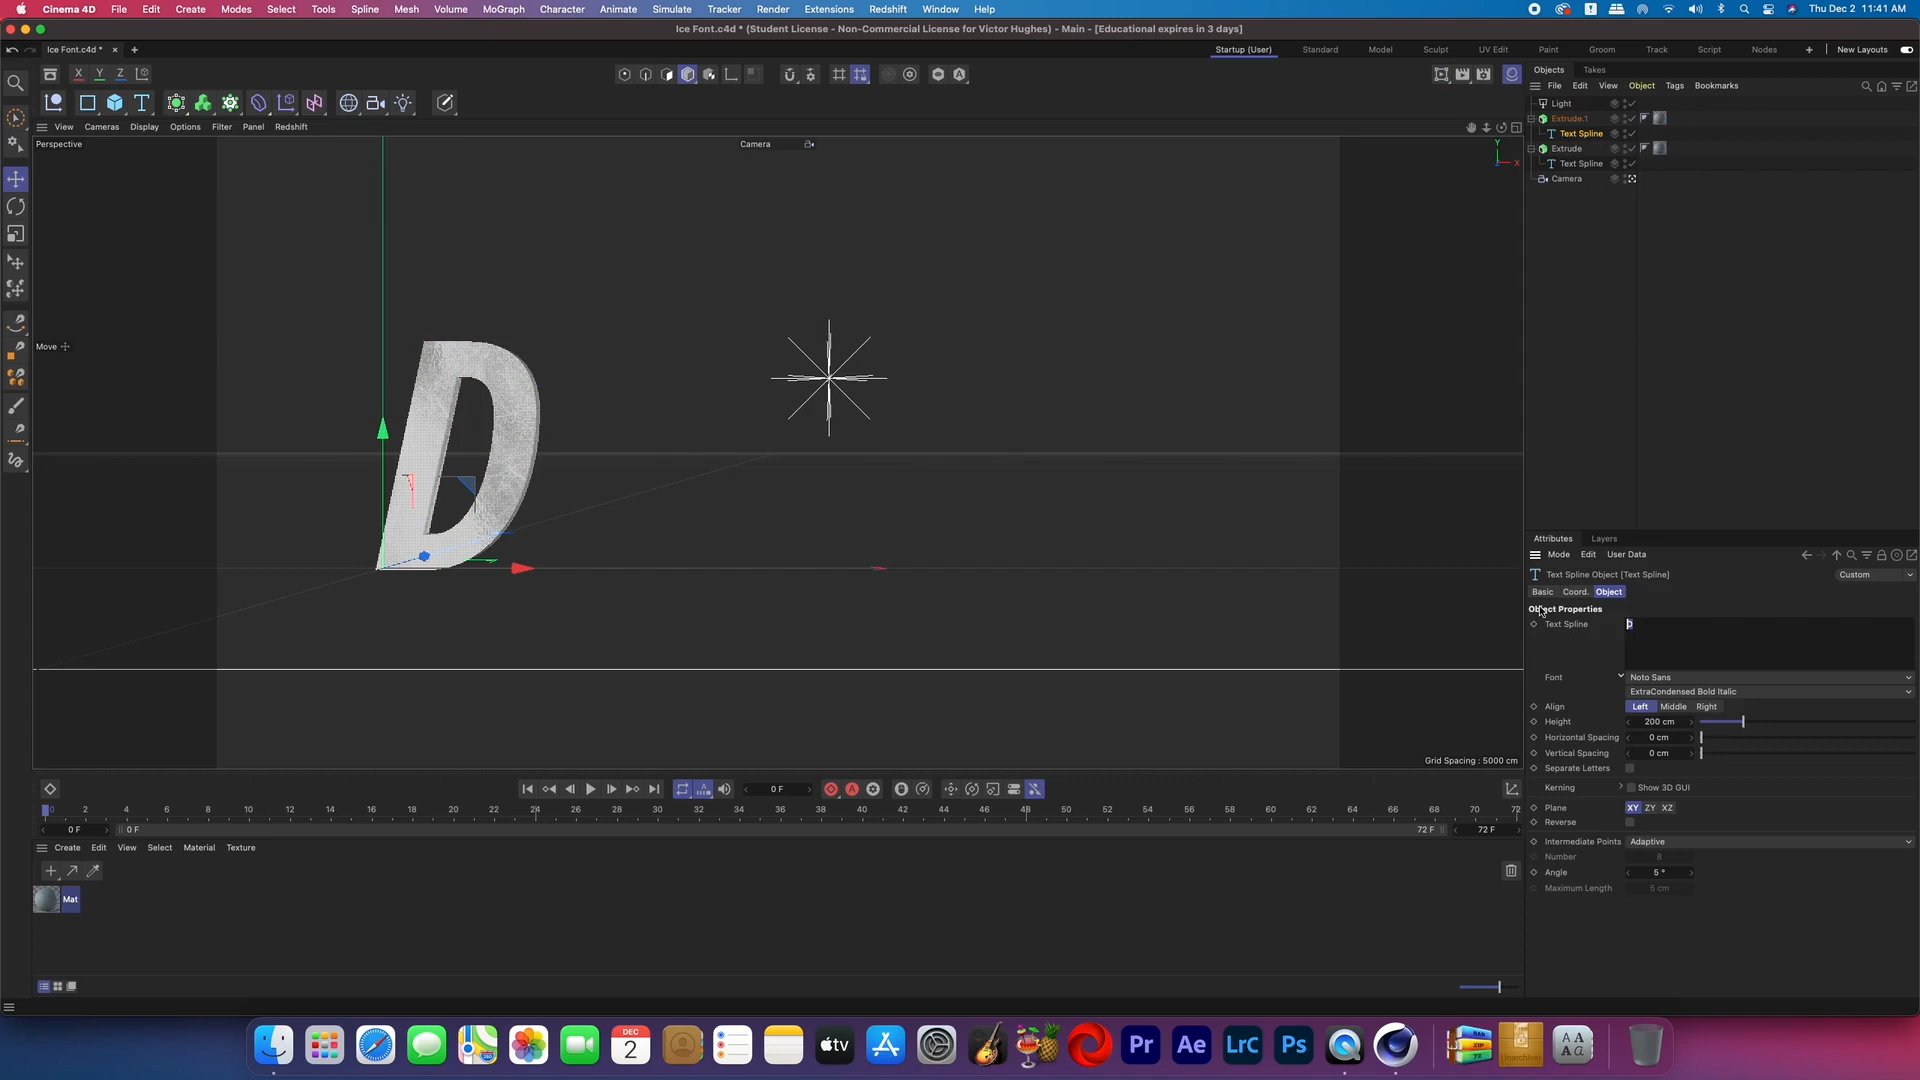 Cinema 4D File Edit Create Modes Select Tools Spline Mesh Volume MoGraph Character Animate Simulate Tracker Render Extensions Redshift Window Help Thu Dec 2 11:41 AM
Ice Font.c4d * (Student License - Non-Commercial License for Victor Hughes) - Main - [Educational expires in 3 days]
Ice Font.c4d * Startup (User) Standard Model Sculpt UV Edit Paint Groom Track Script Nodes New Layouts
X Y Z Objects Takes
File Edit View Object Tags Bookmarks
View Cameras Display Options Filter Panel Redshift
Perspective Camera
Y
X
Light
Extrude.1
Text Spline
Extrude
Text Spline
Camera
Move
D
Grid Spacing : 5000 cm
Attributes Layers
Mode Edit User Data
Text Spline Object [Text Spline] Custom
Basic Coord. Object
Object Properties
Text Spline D
Font Noto Sans
ExtraCondensed Bold Italic
Align Left Middle Right
Height 200 cm
Horizontal Spacing 0 cm
Vertical Spacing 0 cm
Separate Letters
Kerning Show 3D GUI
Plane XY ZY XZ
Reverse
Intermediate Points Adaptive
Number 8
Angle 5 °
Maximum Length 5 cm
0 F
0 2 4 6 8 10 12 14 16 18 20 22 24 26 28 30 32 34 36 38 40 42 44 46 48 50 52 54 56 58 60 62 64 66 68 70 72
0 F 0 F 72 F 72 F
Create Edit View Select Material Texture
Mat
DEC
2
tv
Pr Ae LrC Ps
RAR
ZIP
7Z
Unarchiver
A A
A a